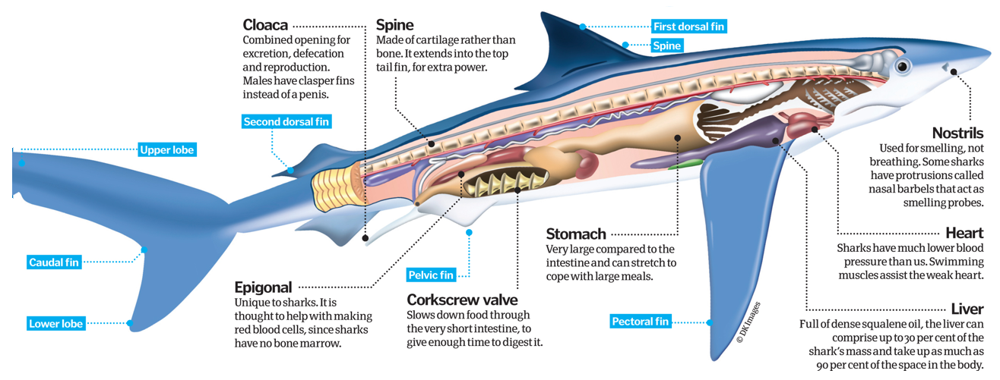 Cloaca
Combined opening for
excretion, defecation
and reproduction.
Males have clasper fins
instead of a penis.
Spine
Made of cartilage rather than
bone. It extends into the top
tail fin, for extra power.
First dorsal fin
Spine
Second dorsal fin
Upper lobe
Nostrils
Used for smelling, not
breathing. Some sharks
have protrusions called
nasal barbels that act as
smelling probes.
Stomach
Very large compared to the
intestine and can stretch to
cope with large meals.
Heart
Sharks have much lower blood
pressure than us. Swimming
muscles assist the weak heart.
Caudal fin
Pelvic fin
Epigonal
Unique to sharks. It is
thought to help with making
red blood cells, since sharks
have no bone marrow.
Corkscrew valve
Slows down food through
the very short intestine, to
give enough time to digest it.
Lower lobe
Pectoral fin
© DK Images
Liver
Full of dense squalene oil, the liver can
comprise up to 30 per cent of the
shark's mass and take up as much as
90 per cent of the space in the body.